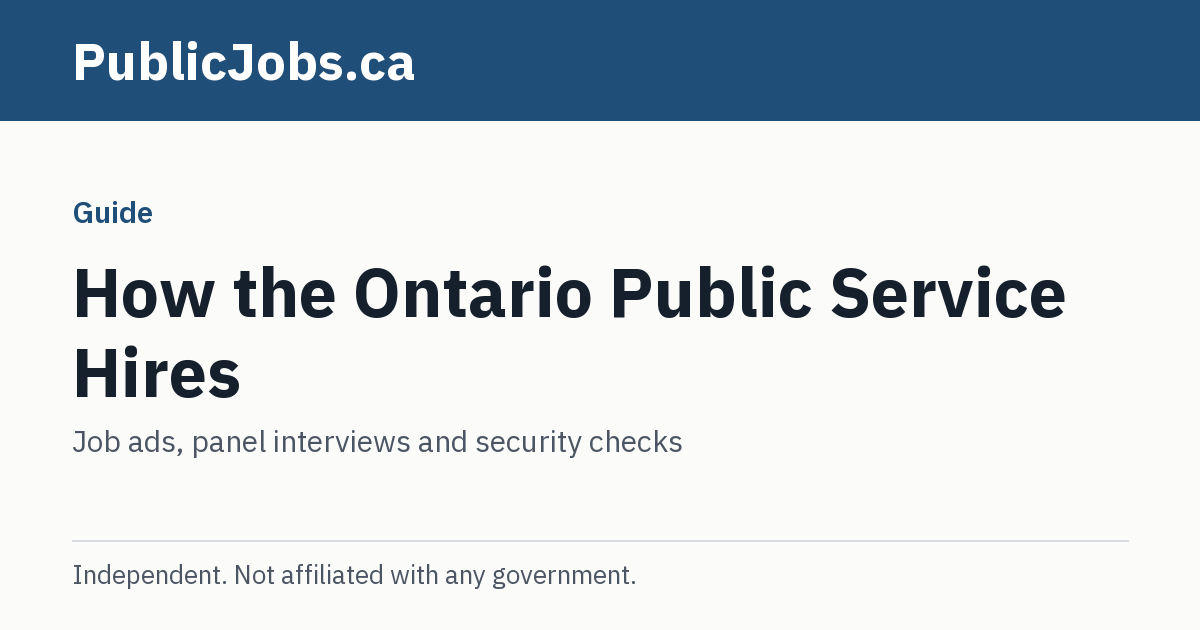 PublicJobs.ca
Guide
How the Ontario Public Service
Hires
Job ads, panel interviews and security checks
Independent. Not affiliated with any government.